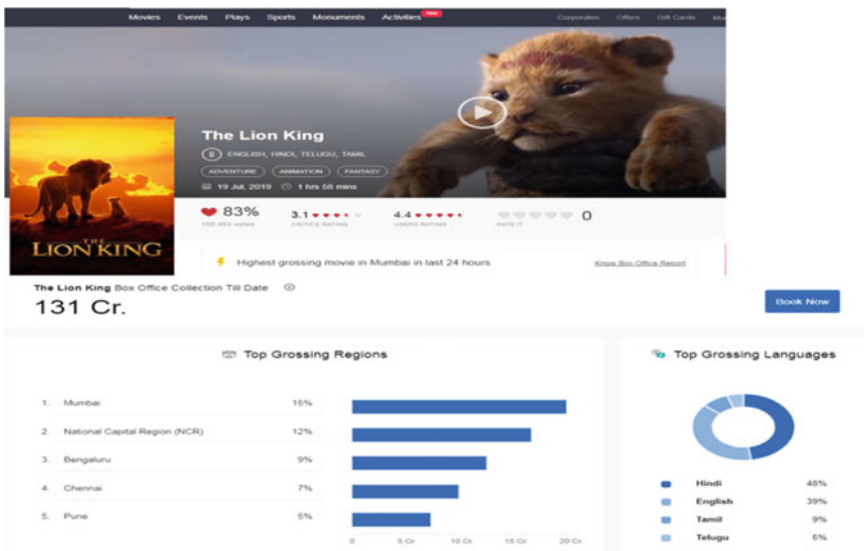 Movies Events Plays Sports Monuments Activities NEW Corporates Offers Gift Cards
The Lion King
U ENGLISH, HINDI, TELUGU, TAMIL
ADVENTURE ANIMATION FANTASY
19 Jul, 2019 1 hrs 58 mins
83% 3.1 4.4 0
votes CRITICS RATING USERS RATING RATE IT
THE
LION KING
Highest grossing movie in Mumbai in last 24 hours Know Box Office Report
The Lion King Box Office Collection Till Date
131 Cr.
Book Now
Top Grossing Regions
1. Mumbai 15%
2. National Capital Region (NCR) 12%
3. Bengaluru 9%
4. Chennai 7%
5. Pune 5%
0 5 Cr 10 Cr 15 Cr 20 Cr
Top Grossing Languages
Hindi 48%
English 39%
Tamil 9%
Telugu 5%